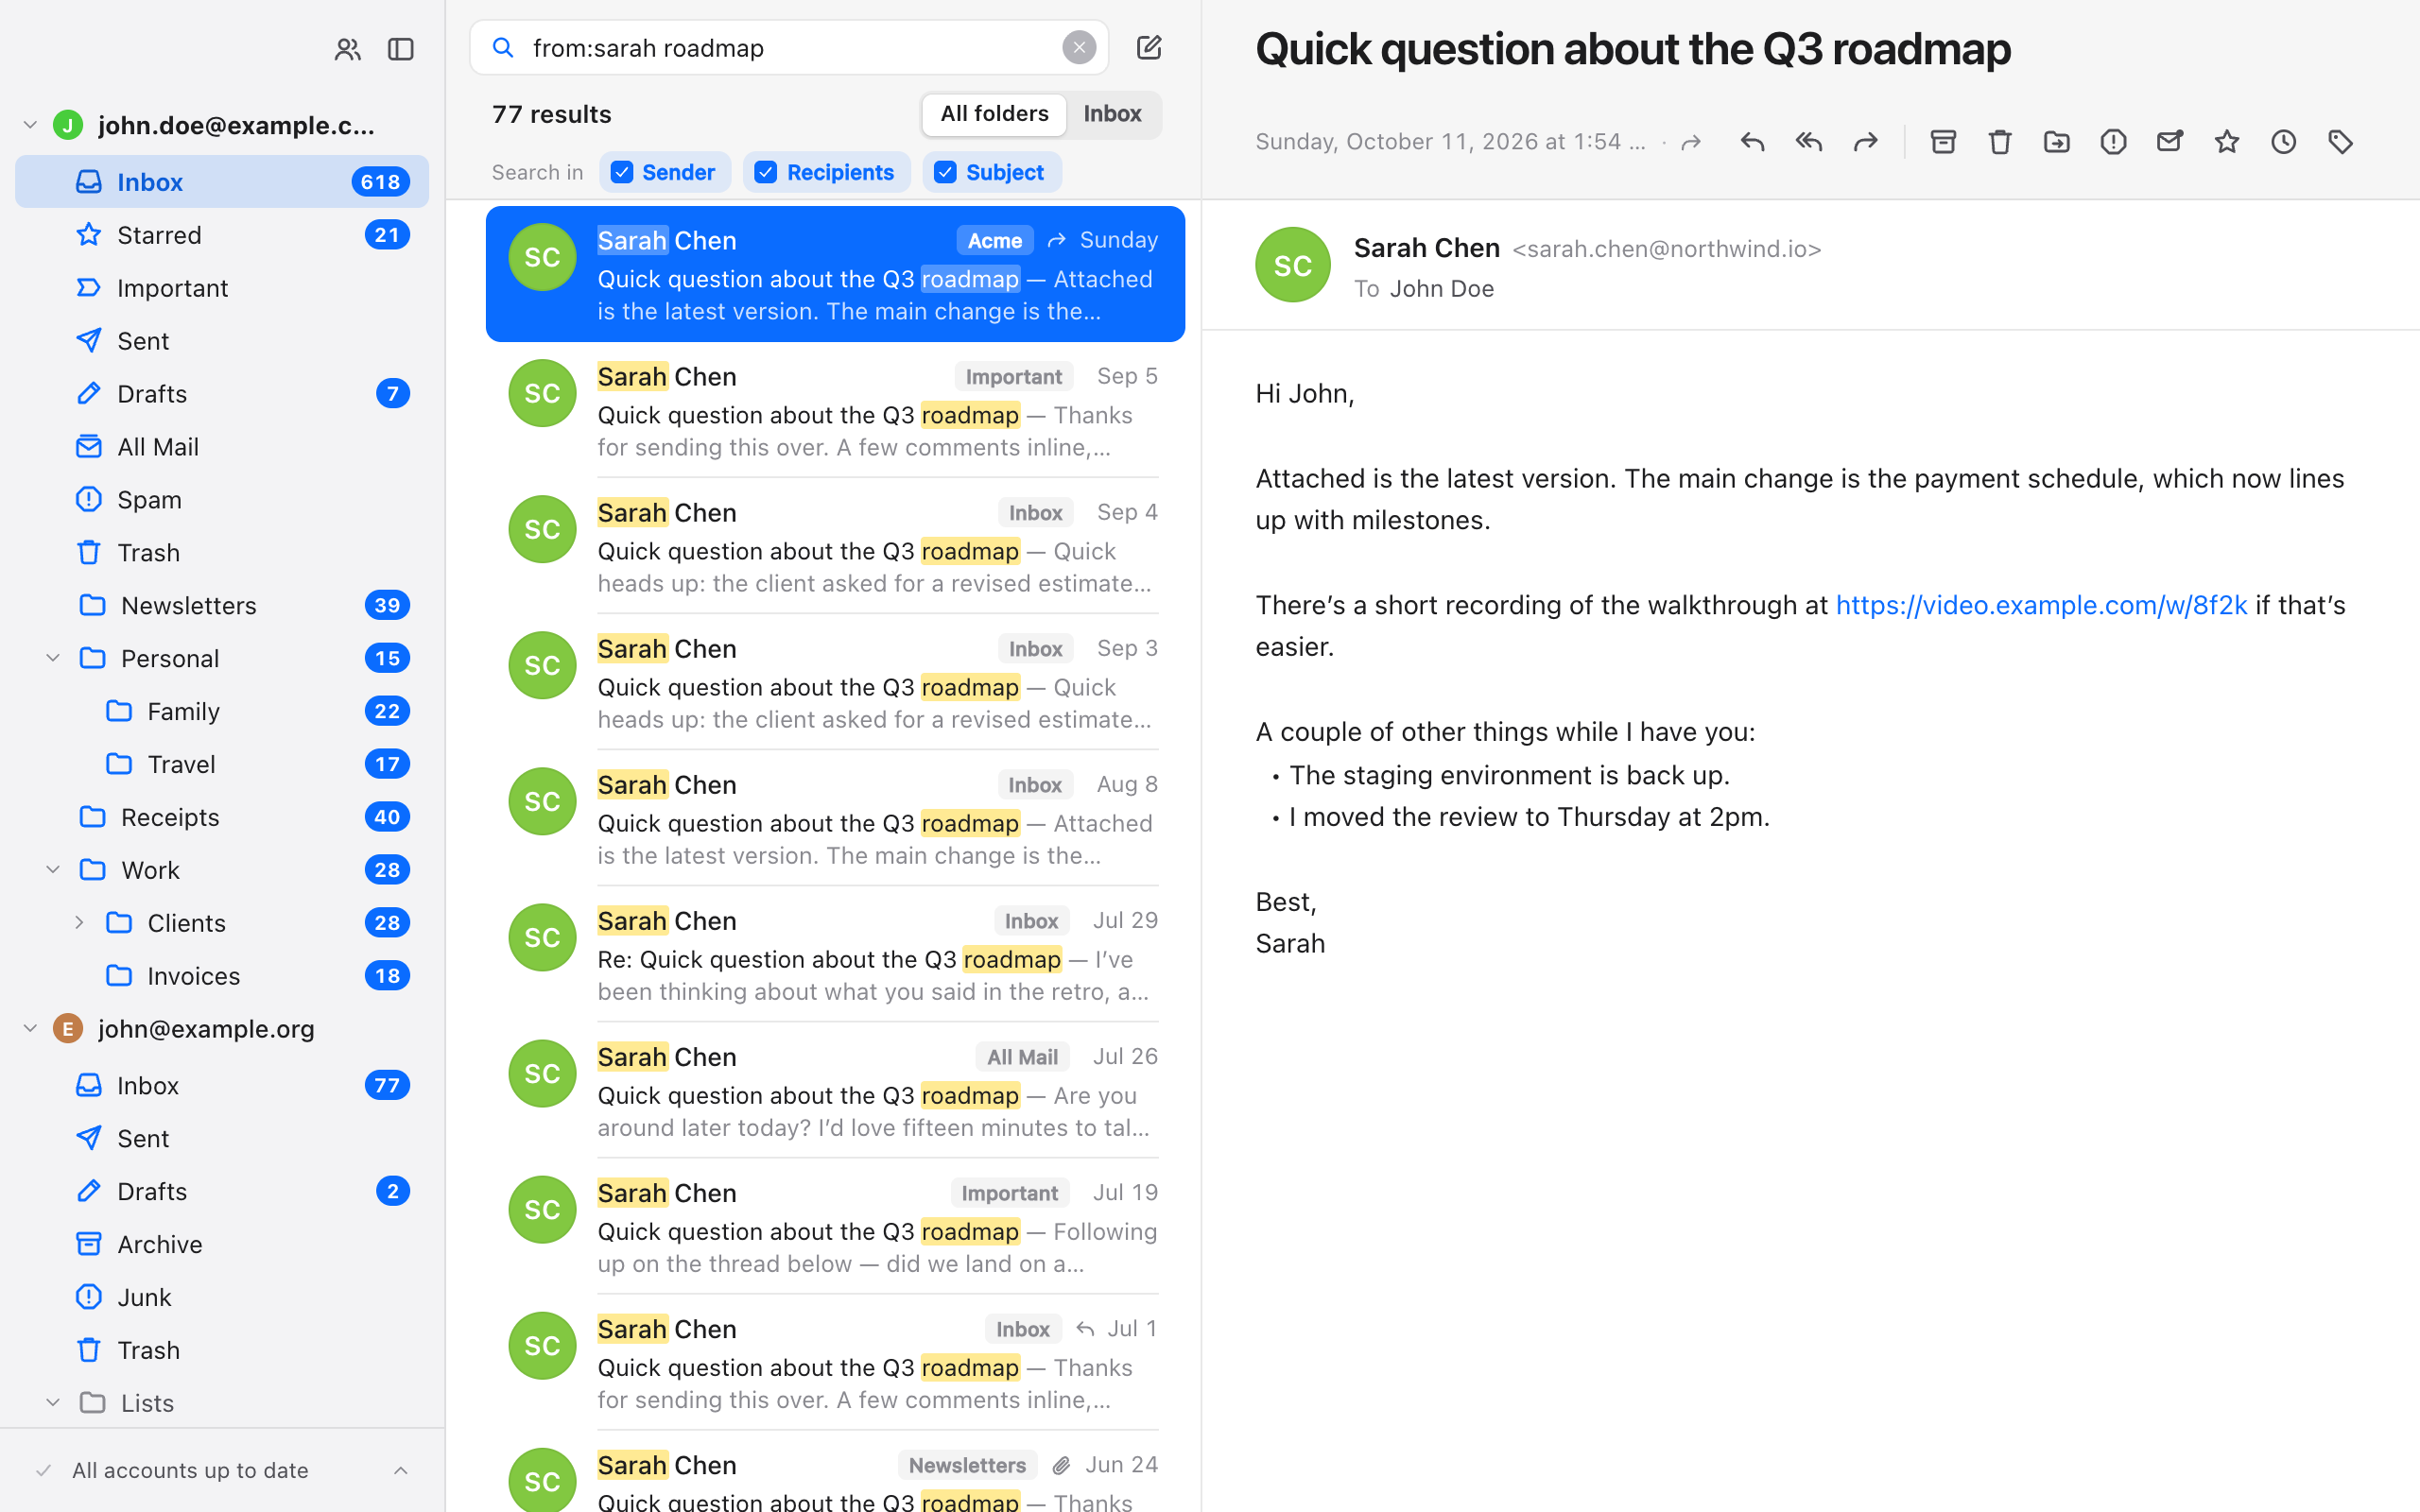 J john.doe@example.c...
Inbox 618
Starred 21
Important
Sent
Drafts 7
All Mail
Spam
Trash
Newsletters 39
Personal 15
Family 22
Travel 17
Receipts 40
Work 28
Clients 28
Invoices 18
E john@example.org
Inbox 77
Sent
Drafts 2
Archive
Junk
Trash
Lists
All accounts up to date
from:sarah roadmap
77 results All folders Inbox
Search in Sender Recipients Subject
SC Sarah Chen Acme Sunday
Quick question about the Q3 roadmap — Attached
is the latest version. The main change is the...
SC Sarah Chen Important Sep 5
Quick question about the Q3 roadmap — Thanks
for sending this over. A few comments inline,...
SC Sarah Chen Inbox Sep 4
Quick question about the Q3 roadmap — Quick
heads up: the client asked for a revised estimate...
SC Sarah Chen Inbox Sep 3
Quick question about the Q3 roadmap — Quick
heads up: the client asked for a revised estimate...
SC Sarah Chen Inbox Aug 8
Quick question about the Q3 roadmap — Attached
is the latest version. The main change is the...
SC Sarah Chen Inbox Jul 29
Re: Quick question about the Q3 roadmap — I’ve
been thinking about what you said in the retro, a...
SC Sarah Chen All Mail Jul 26
Quick question about the Q3 roadmap — Are you
around later today? I’d love fifteen minutes to tal...
SC Sarah Chen Important Jul 19
Quick question about the Q3 roadmap — Following
up on the thread below — did we land on a...
SC Sarah Chen Inbox Jul 1
Quick question about the Q3 roadmap — Thanks
for sending this over. A few comments inline,...
SC Sarah Chen Newsletters Jun 24
Quick question about the Q3 roadmap — Thanks
Quick question about the Q3 roadmap
Sunday, October 11, 2026 at 1:54 ... ·
SC Sarah Chen <sarah.chen@northwind.io>
To John Doe
Hi John,
Attached is the latest version. The main change is the payment schedule, which now lines
up with milestones.
There’s a short recording of the walkthrough at https://video.example.com/w/8f2k if that’s
easier.
A couple of other things while I have you:
• The staging environment is back up.
• I moved the review to Thursday at 2pm.
Best,
Sarah